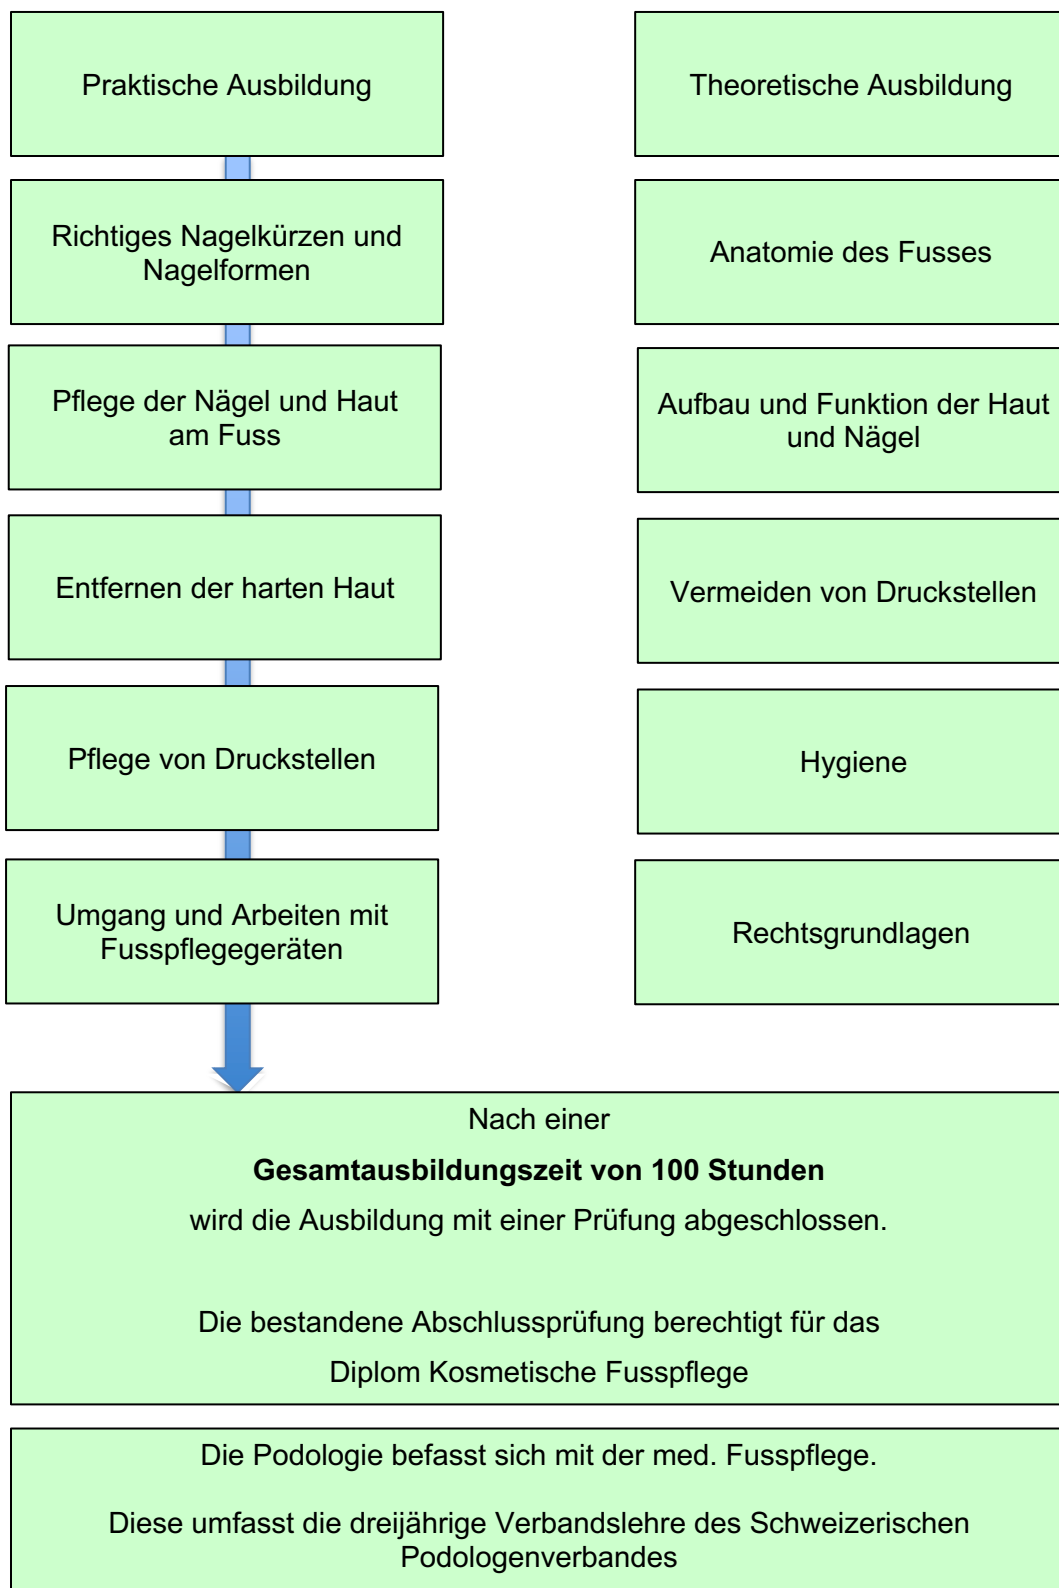 Praktische Ausbildung
Theoretische Ausbildung
Richtiges Nagelkürzen und
Nagelformen
Anatomie des Fusses
Pflege der Nägel und Haut
am Fuss
Aufbau und Funktion der Haut
und Nägel
Entfernen der harten Haut
Vermeiden von Druckstellen
Pflege von Druckstellen
Hygiene
Umgang und Arbeiten mit
Fusspflegegeräten
Rechtsgrundlagen
Nach einer
Gesamtausbildungszeit von 100 Stunden
wird die Ausbildung mit einer Prüfung abgeschlossen.
Die bestandene Abschlussprüfung berechtigt für das
Diplom Kosmetische Fusspflege
Die Podologie befasst sich mit der med. Fusspflege.
Diese umfasst die dreijährige Verbandslehre des Schweizerischen
Podologenverbandes